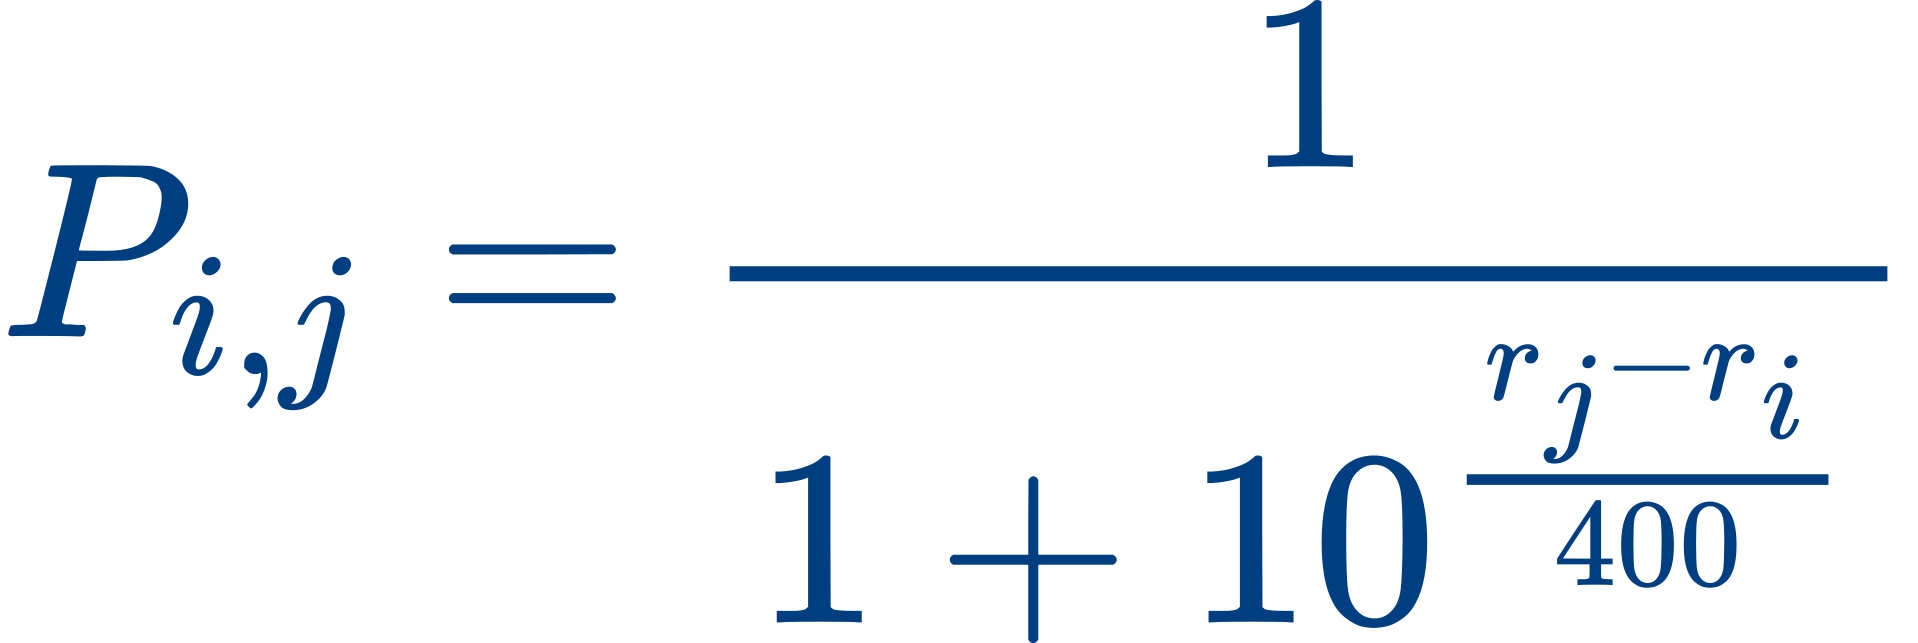 P_{i,j} = \frac{1}{1 + 10^{\frac{r_j - r_i}{400}}}